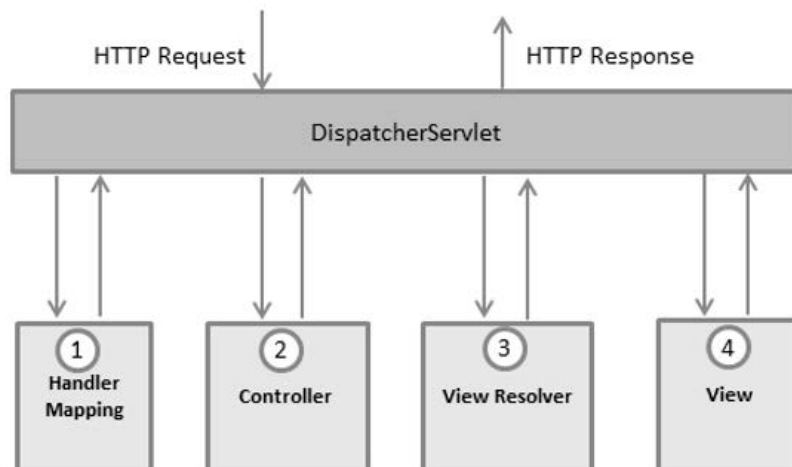 HTTP Request
HTTP Response
DispatcherServlet
1
Handler
Mapping
2
Controller
3
View Resolver
4
View